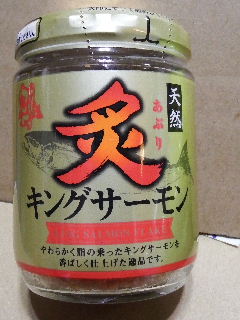 天然
炙
あぶり
キングサーモン
KING SALMON FLAKE
やわらかく脂の乗ったキングサーモンを
香ばしく仕上げた逸品です。